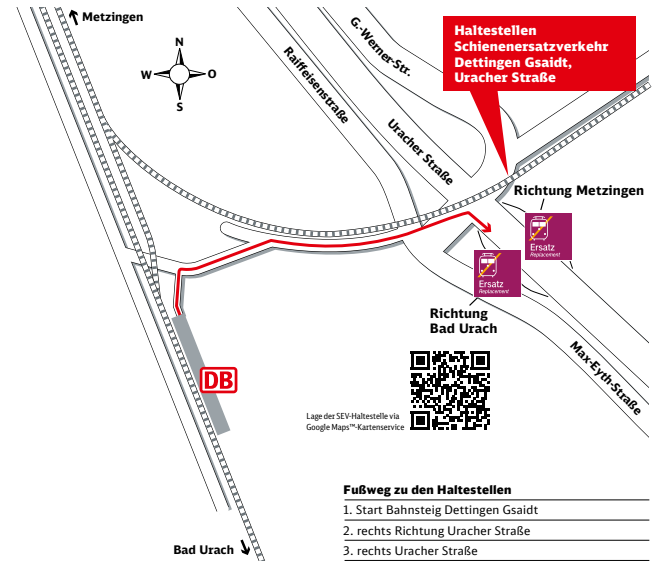 Metzingen
N
W
O
S
G.-Werner-Str.
Raiffeisenstraße
Uracher Straße
Haltestellen
Schienenersatzverkehr
Dettingen Gsaidt,
Uracher Straße
Richtung Metzingen
Ersatz
Replacement
Ersatz
Replacement
Richtung
Bad Urach
Max-Eyth-Straße
DB
Lage der SEV-Haltestelle via
Google Maps™-Kartenservice
Bad Urach
Fußweg zu den Haltestellen
1. Start Bahnsteig Dettingen Gsaidt
2. rechts Richtung Uracher Straße
3. rechts Uracher Straße